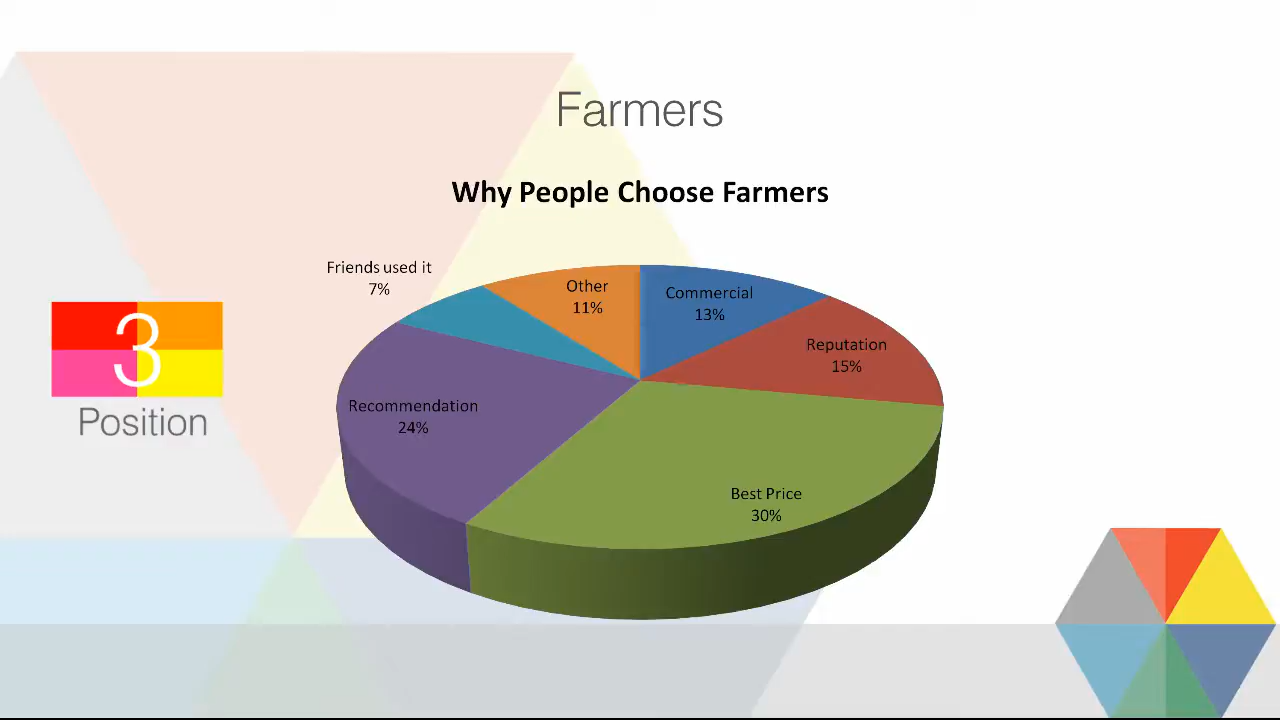 Farmers
Why People Choose Farmers
Friends used it
7%
Other
11%
Commercial
13%
Reputation
15%
3
Position
Recommendation
24%
Best Price
30%